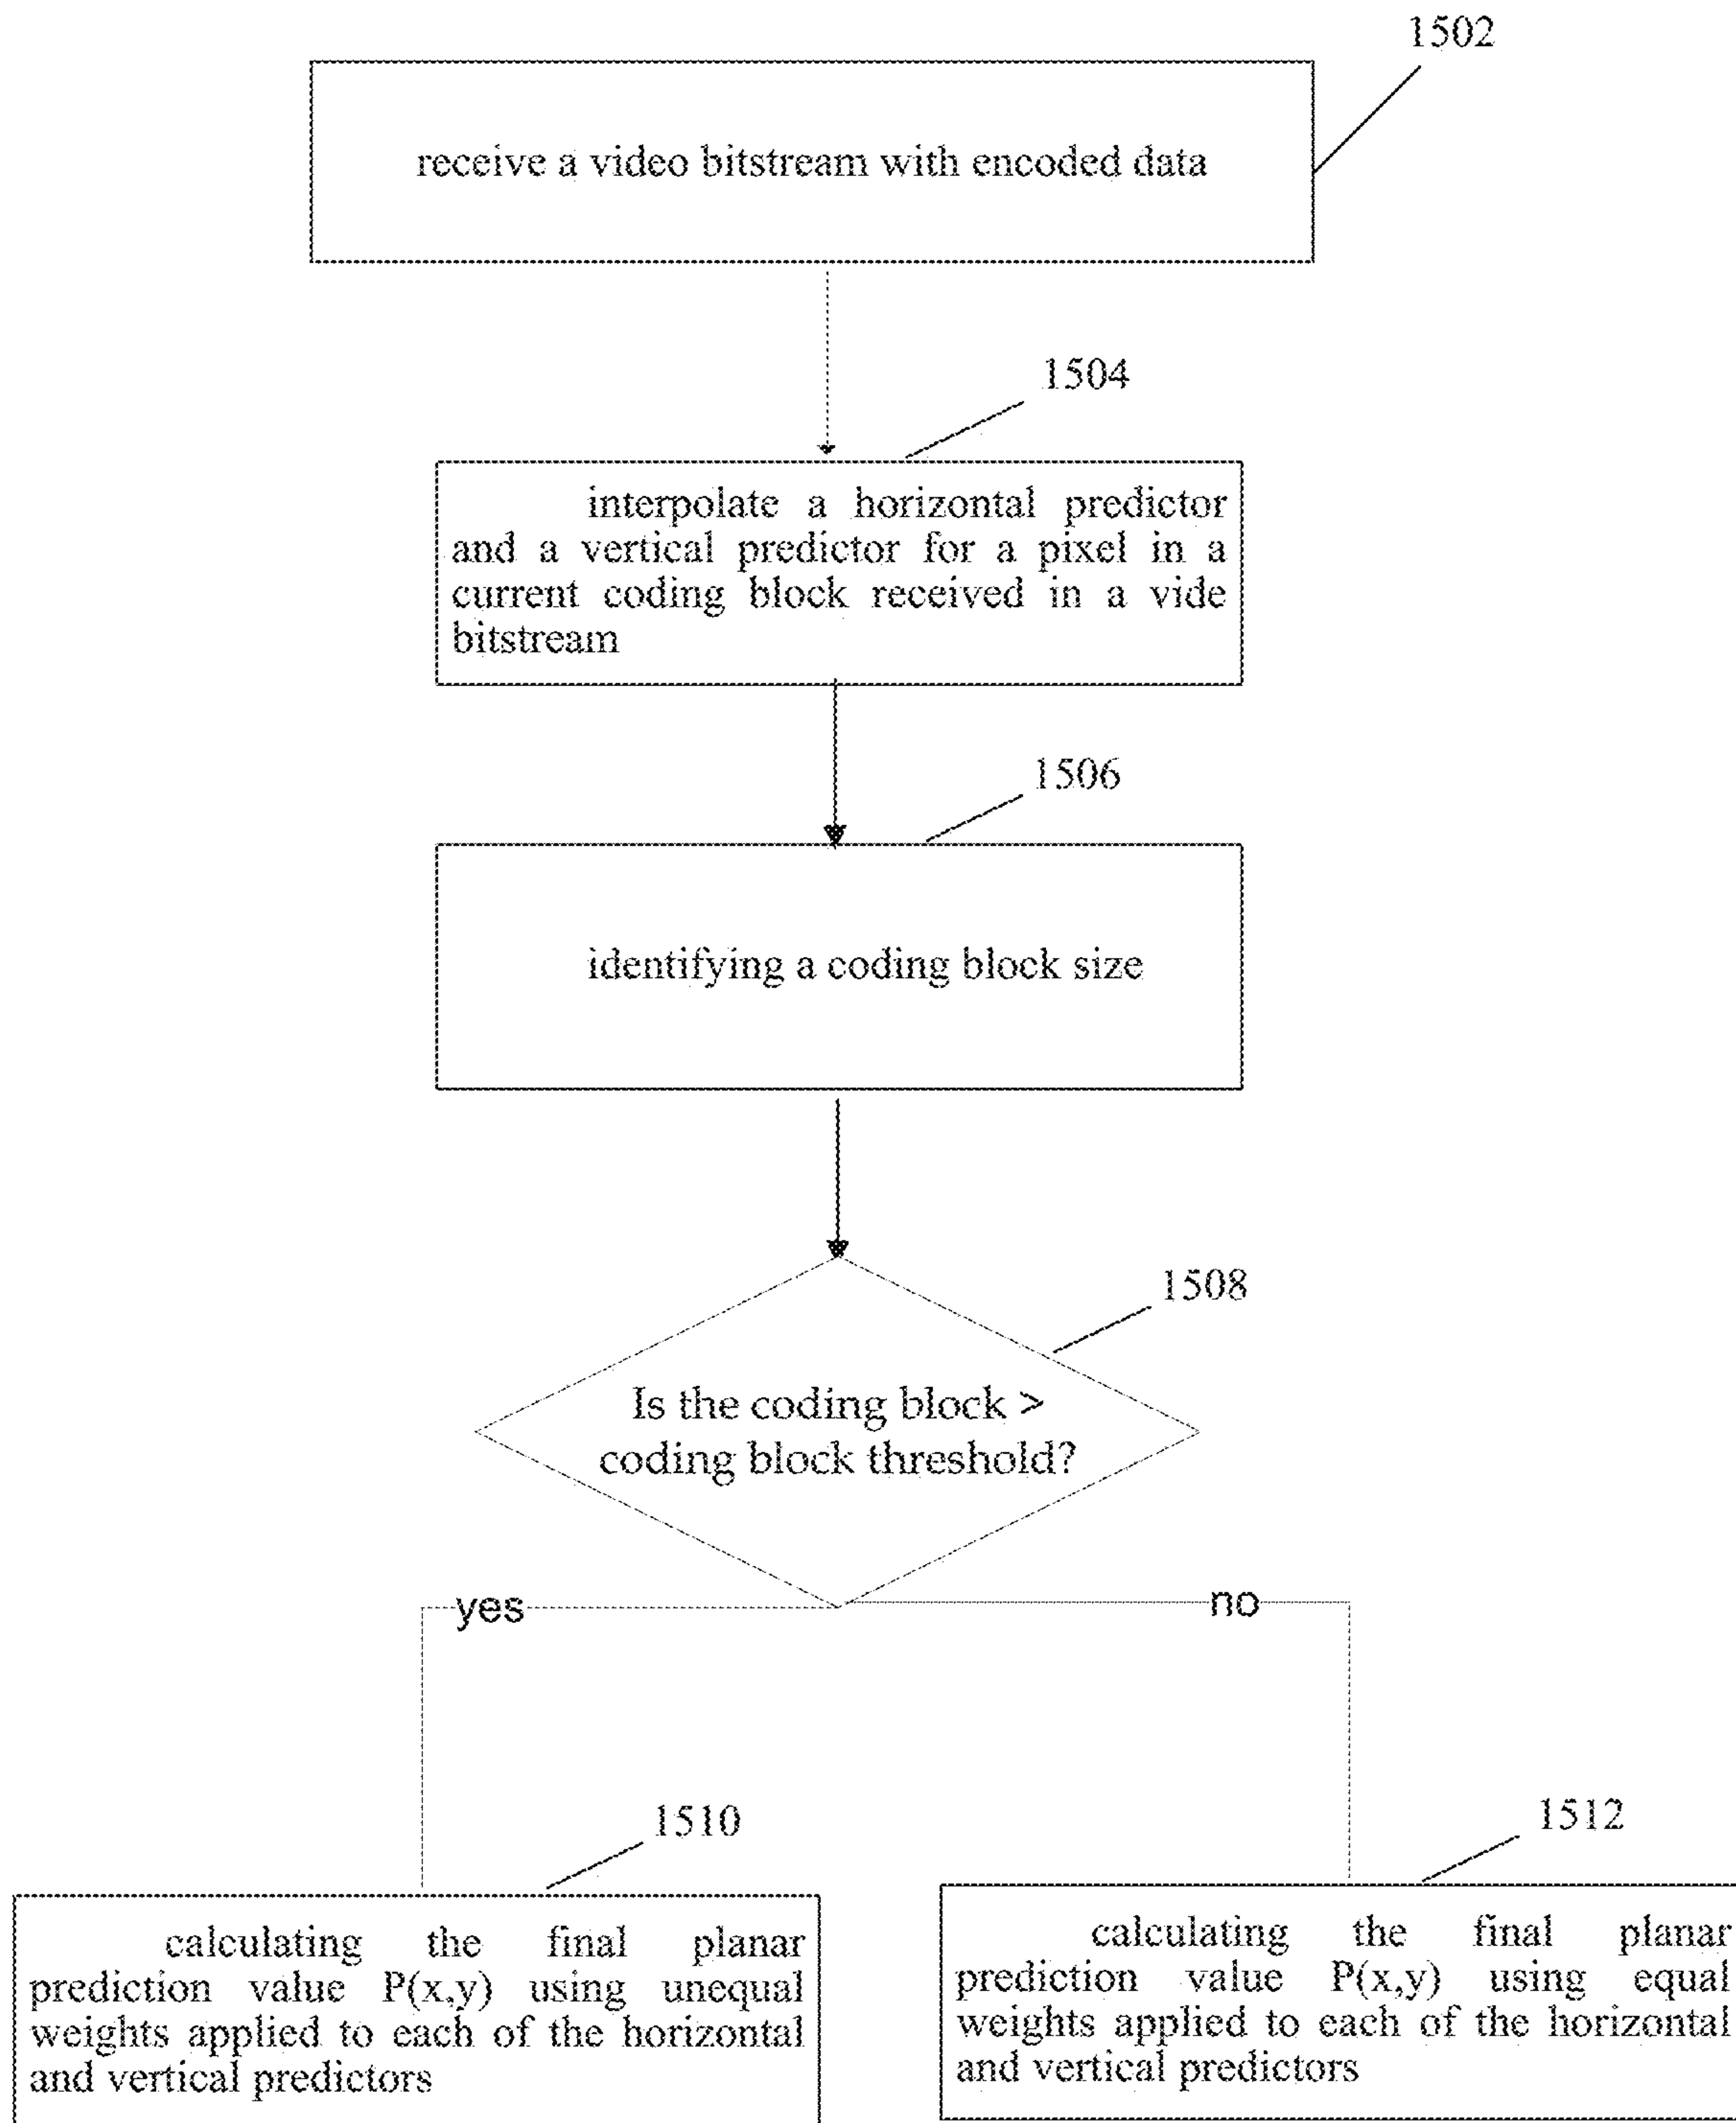 1502
receive a video bitstream with encoded data
1504
interpolate a horizontal predictor
and a vertical predictor for a pixel in a
current coding block received in a vide
bitstream
1506
identifying a coding block size
1508
Is the coding block >
coding block threshold?
yes
no
1510
calculating the final planar
prediction value P(x,y) using unequal
weights applied to each of the horizontal
and vertical predictors
1512
calculating the final planar
prediction value P(x,y) using equal
weights applied to each of the horizontal
and vertical predictors